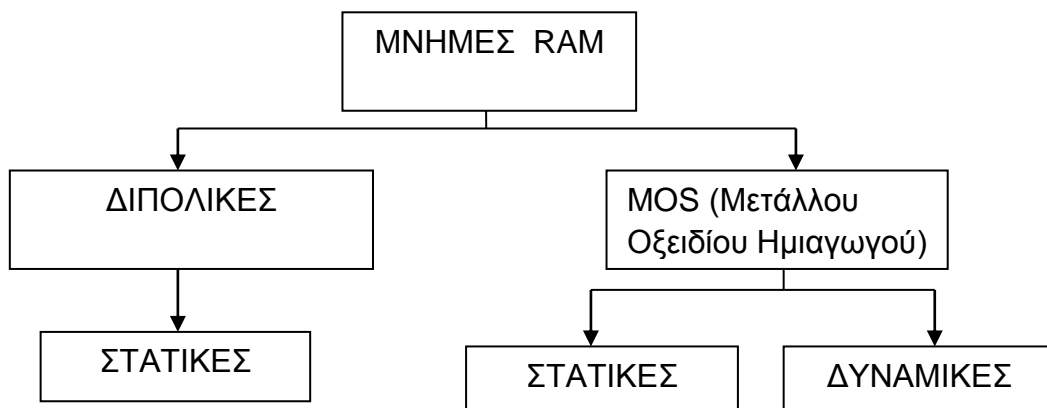 ΜΝΗΜΕΣ RAM
ΔΙΠΟΛΙΚΕΣ
MOS (Μετάλλου
Οξειδίου Ημιαγωγού)
ΣΤΑΤΙΚΕΣ
ΣΤΑΤΙΚΕΣ
ΔΥΝΑΜΙΚΕΣ